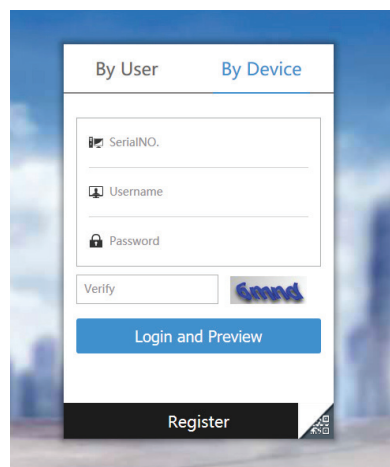 By User By Device
SerialNO.
Username
Password
Verify
Login and Preview
Register